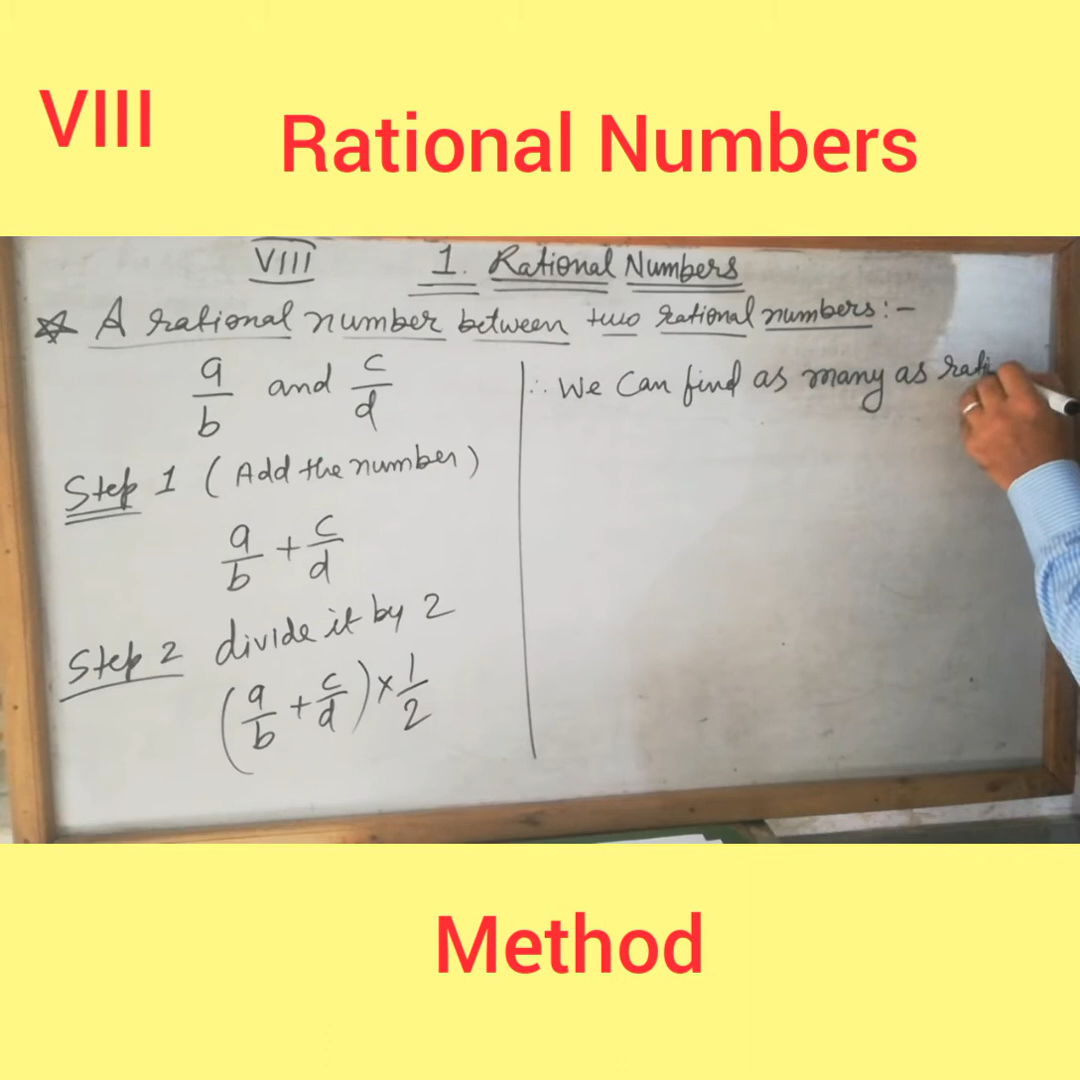 VIII
Rational Numbers
VIII 1. Rational Numbers
A rational number between two rational numbers:-
a/b and c/d
Step 1 (Add the number)
a/b + c/d
Step 2 divide it by 2
(a/b + c/d) × 1/2
∴ We Can find as many as rati
Method